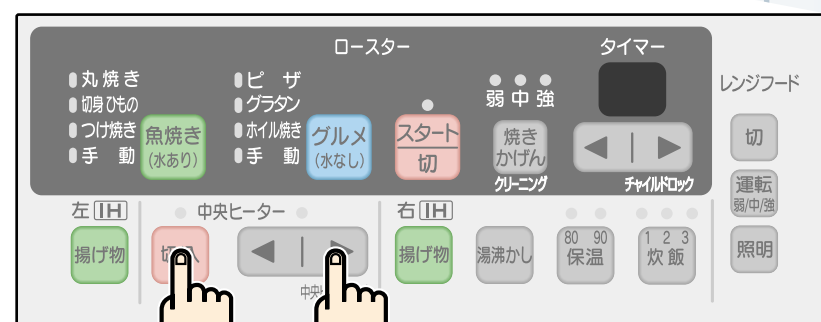 ロースター
タイマー
丸焼き
切身ひもの
つけ焼き
手動
魚焼き
(水あり)
ピザ
グラタン
ホイル焼き
手動
グルメ
(水なし)
スタート
切
弱 中 強
焼き
かげん
クリーニング
チャイルドロック
レンジフード
切
運転
弱/中/強
照明
左IH
揚げ物
中央ヒーター
右IH
揚げ物
湯沸かし
80 90
保温
1 2 3
炊飯